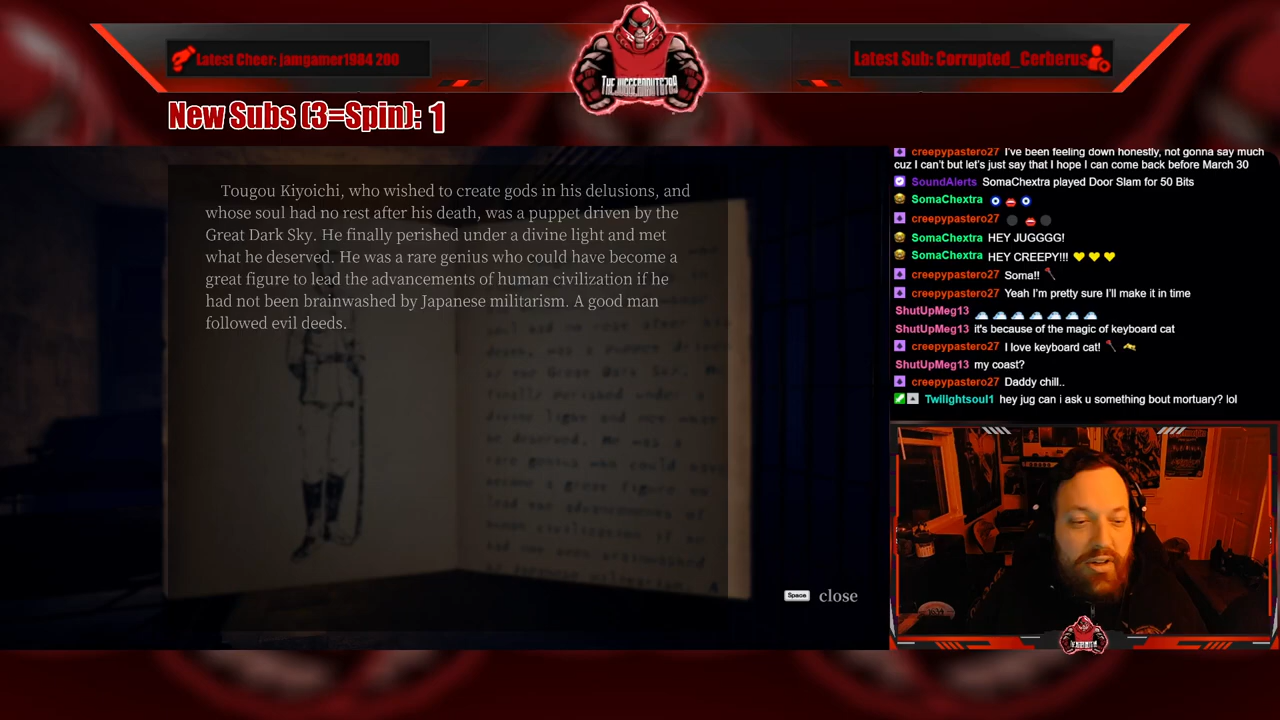 Latest Cheer: jamgamer1984 200
THEJUGGERNAUT6789
Latest Sub: Corrupted_Cerberus
New Subs (3=Spin): 1
Tougou Kiyoichi, who wished to create gods in his delusions, and
whose soul had no rest after his death, was a puppet driven by the
Great Dark Sky. He finally perished under a divine light and met
what he deserved. He was a rare genius who could have become a
great figure to lead the advancements of human civilization if he
had not been brainwashed by Japanese militarism. A good man
followed evil deeds.
Space close
creepypastero27 I've been feeling down honestly, not gonna say much
cuz I can't but let's just say that I hope I can come back before March 30
SoundAlerts SomaChextra played Door Slam for 50 Bits
SomaChextra
creepypastero27
SomaChextra HEY JUGGGG!
SomaChextra HEY CREEPY!!!
creepypastero27 Soma!!
creepypastero27 Yeah I'm pretty sure I'll make it in time
ShutUpMeg13
ShutUpMeg13 it's because of the magic of keyboard cat
creepypastero27 I love keyboard cat!
ShutUpMeg13 my coast?
creepypastero27 Daddy chill..
Twilightsoul1 hey jug can i ask u something bout mortuary? lol